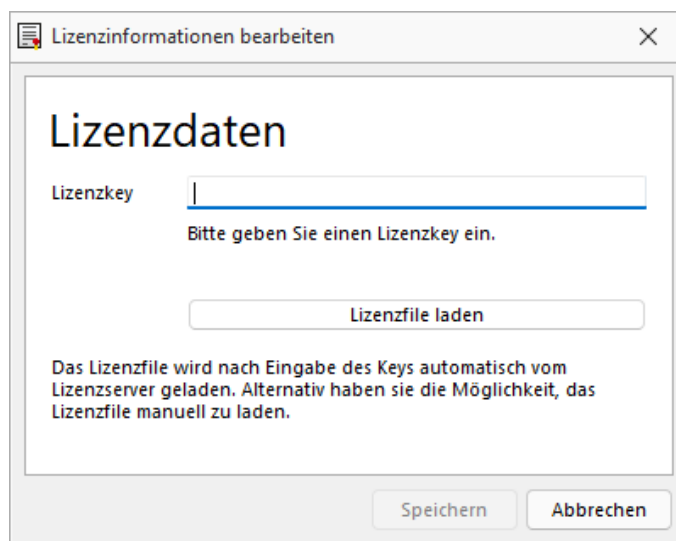 Lizenzinformationen bearbeiten
Lizenzdaten
Lizenzkey
Bitte geben Sie einen Lizenzkey ein.
Lizenzfile laden
Das Lizenzfile wird nach Eingabe des Keys automatisch vom
Lizenzserver geladen. Alternativ haben sie die Möglichkeit, das
Lizenzfile manuell zu laden.
Speichern
Abbrechen